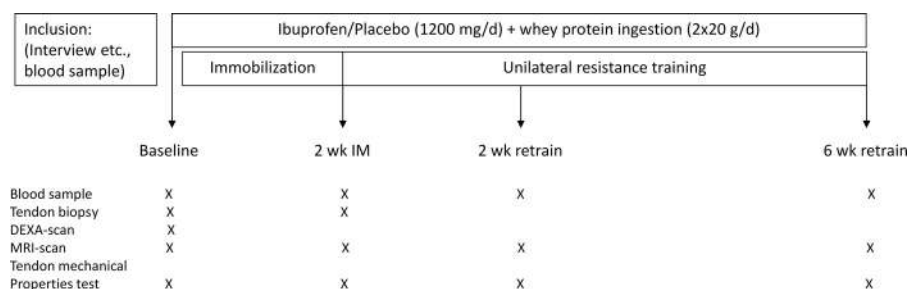 Inclusion:
(Interview etc.,
blood sample)
Ibuprofen/Placebo (1200 mg/d) + whey protein ingestion (2x20 g/d)
Immobilization
Unilateral resistance training
Baseline 2 wk IM 2 wk retrain 6 wk retrain
Blood sample X X X X
Tendon biopsy X X
DEXA-scan X
MRI-scan X X X X
Tendon mechanical
Properties test X X X X